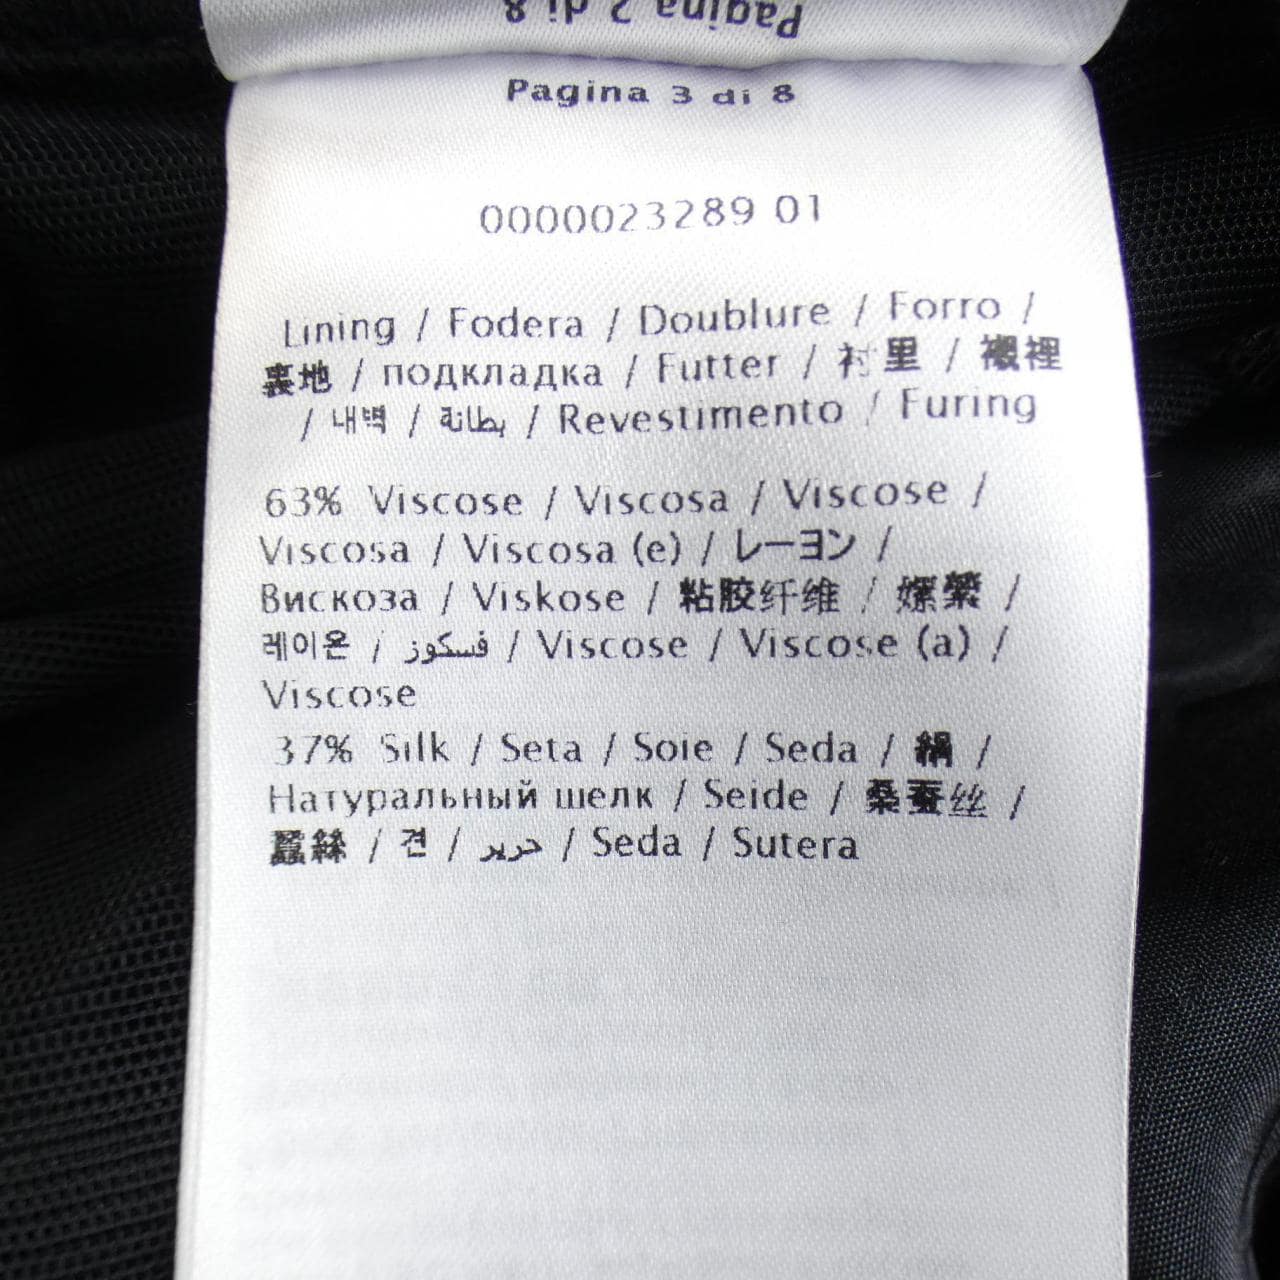 Pagina 2 di 8
Pagina 3 di 8
0000023289 01
Lining / Fodera / Doublure / Forro /
裏地 / подкладка / Futter / 衬里 / 襯裡
/ 내벽 / بطانة / Revestimento / Furing
63% Viscose / Viscosa / Viscose /
Viscosa / Viscosa (e) / レーヨン /
Вискоза / Viskose / 粘胶纤维 / 嫘縈 /
레이온 / فسكوز / Viscose / Viscose (a) /
Viscose
37% Silk / Seta / Soie / Seda / 絹 /
Натуральный шелк / Seide / 桑蚕丝 /
蠶絲 / 견 / حرير / Seda / Sutera